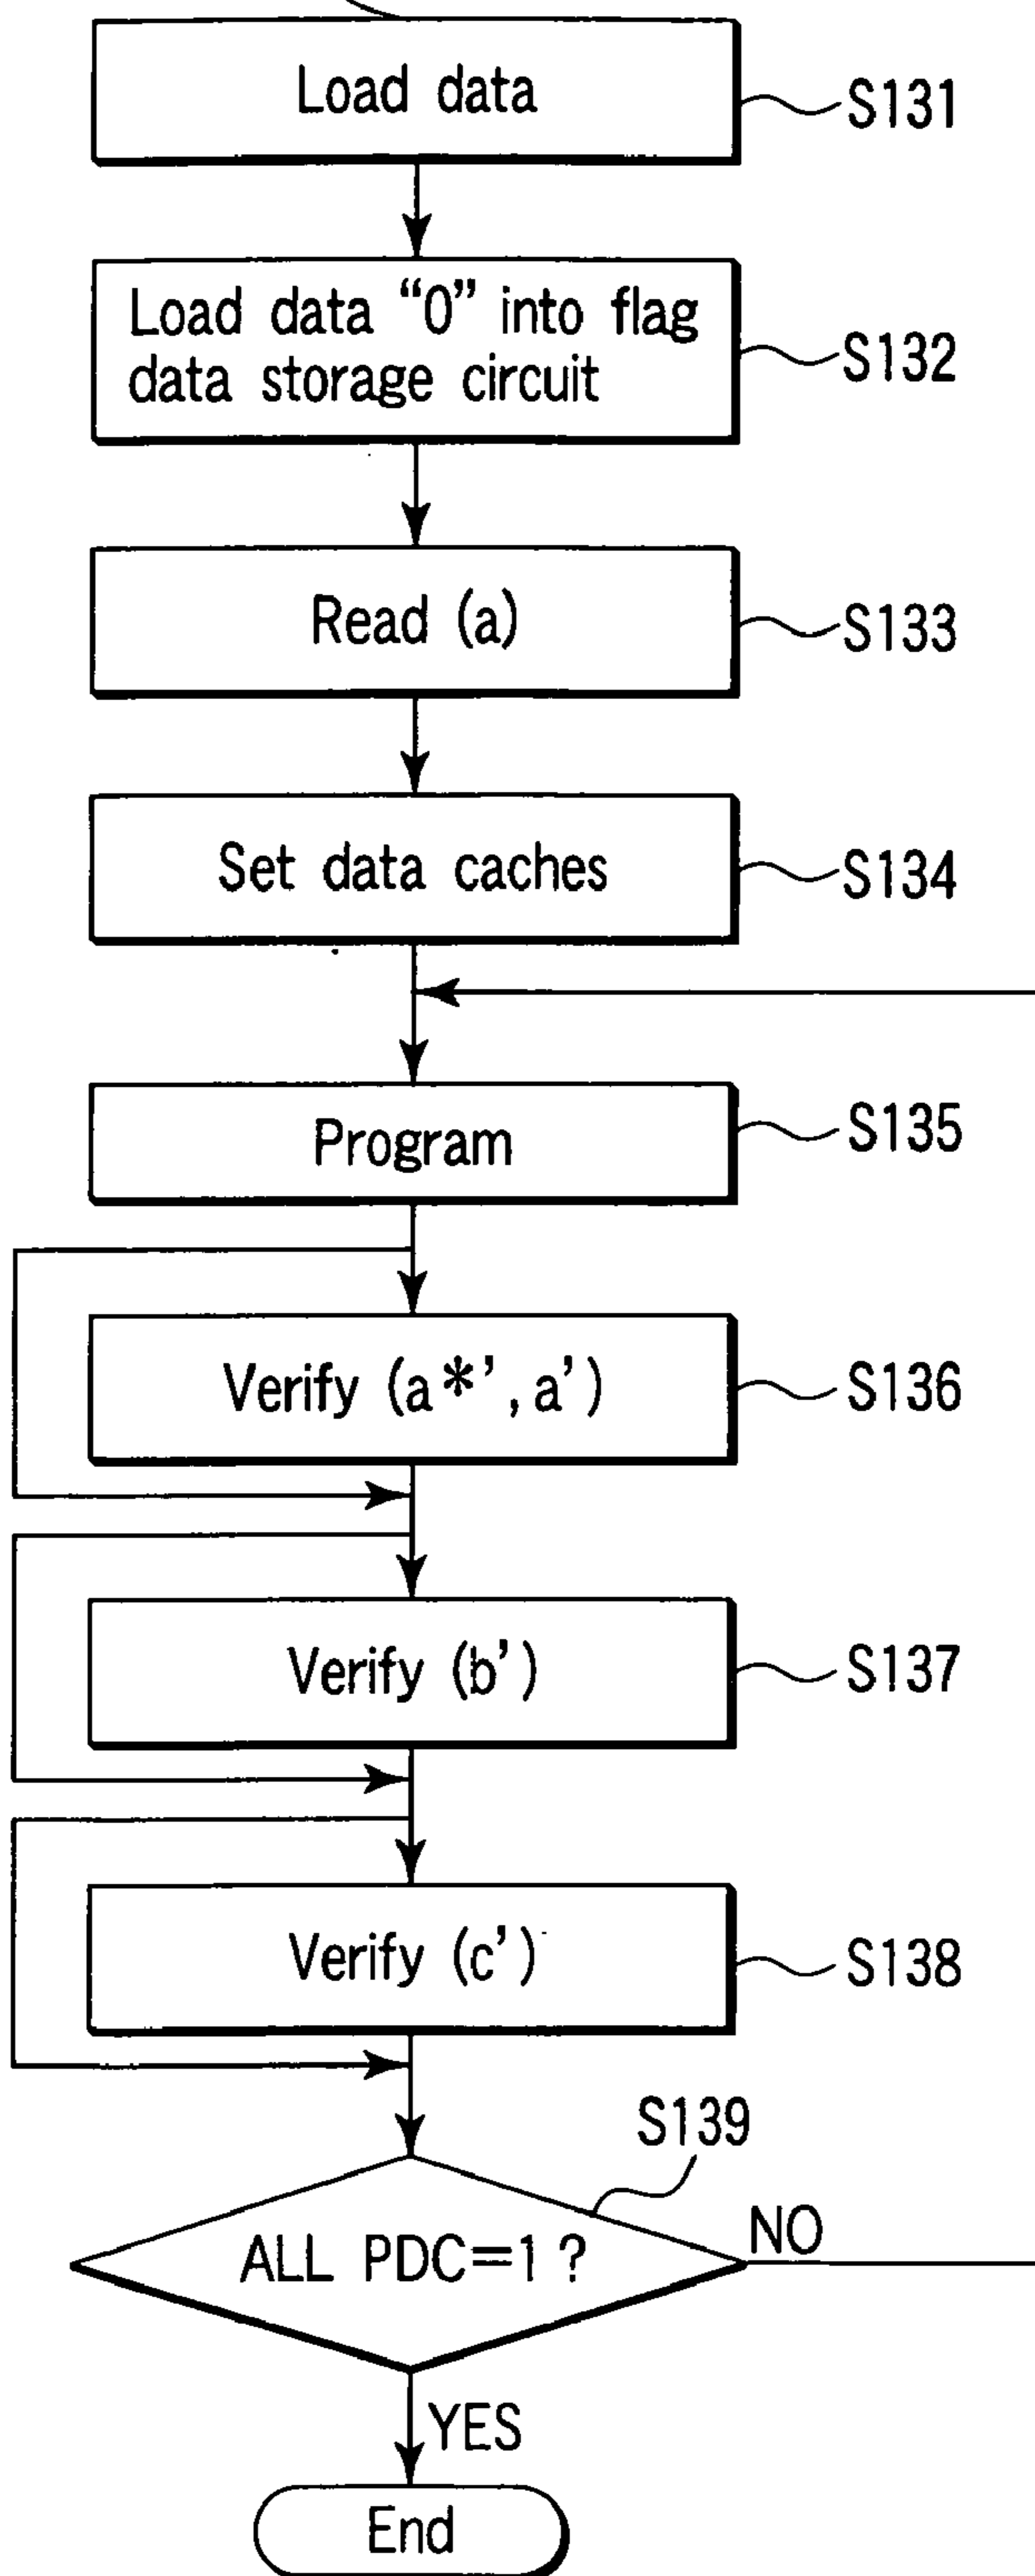 Load data
S131
Load data “0” into flag
data storage circuit
S132
Read (a)
S133
Set data caches
S134
Program
S135
Verify (a*’, a’)
S136
Verify (b’)
S137
Verify (c’)
S138
S139
ALL PDC=1 ?
NO
YES
End